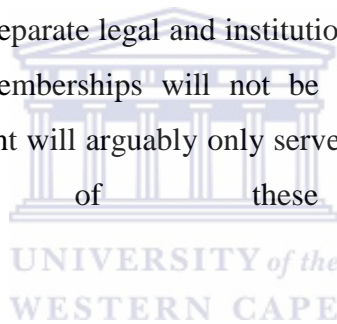 eparate legal and institution
emberships will not be
nt will arguably only serve
of these
UNIVERSITY of the
WESTERN CAPE